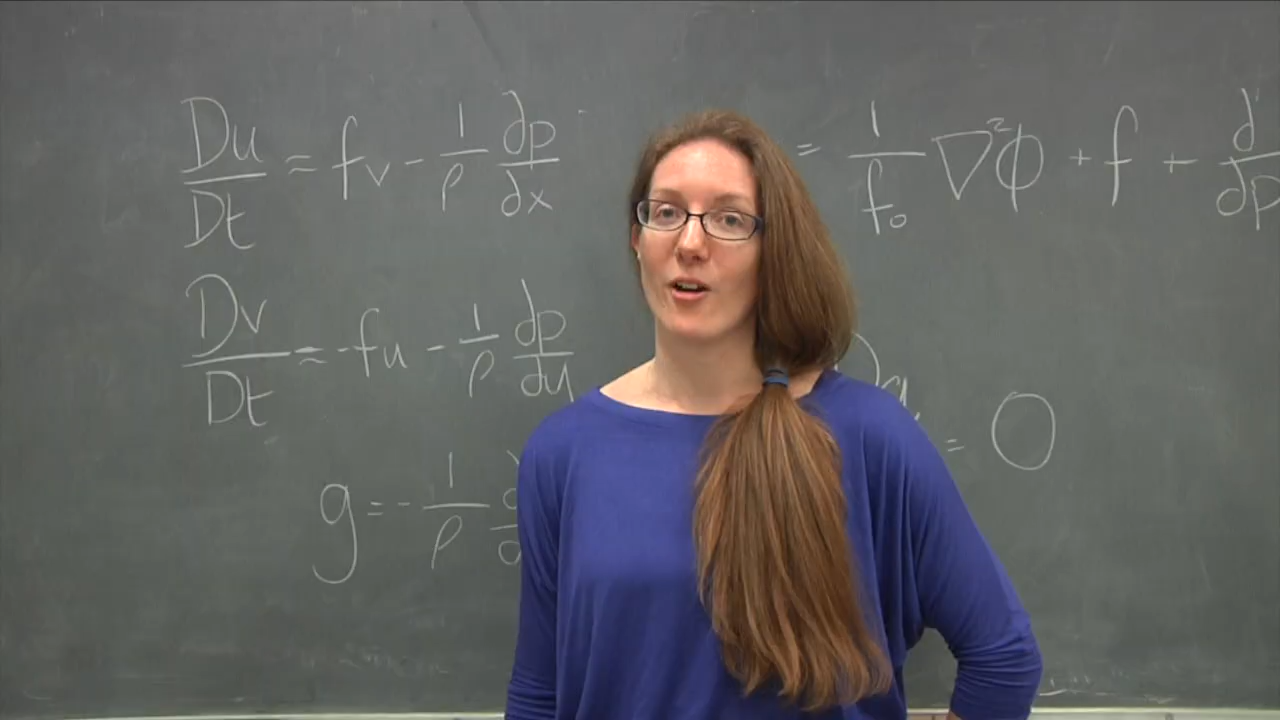 Du/Dt ≈ fv - 1/ρ ∂p/∂x
= 1/f₀ ∇²Φ + f + ∂/∂p
Dv/Dt ≈ -fu - 1/ρ ∂p/∂y
= 0
g = - 1/ρ